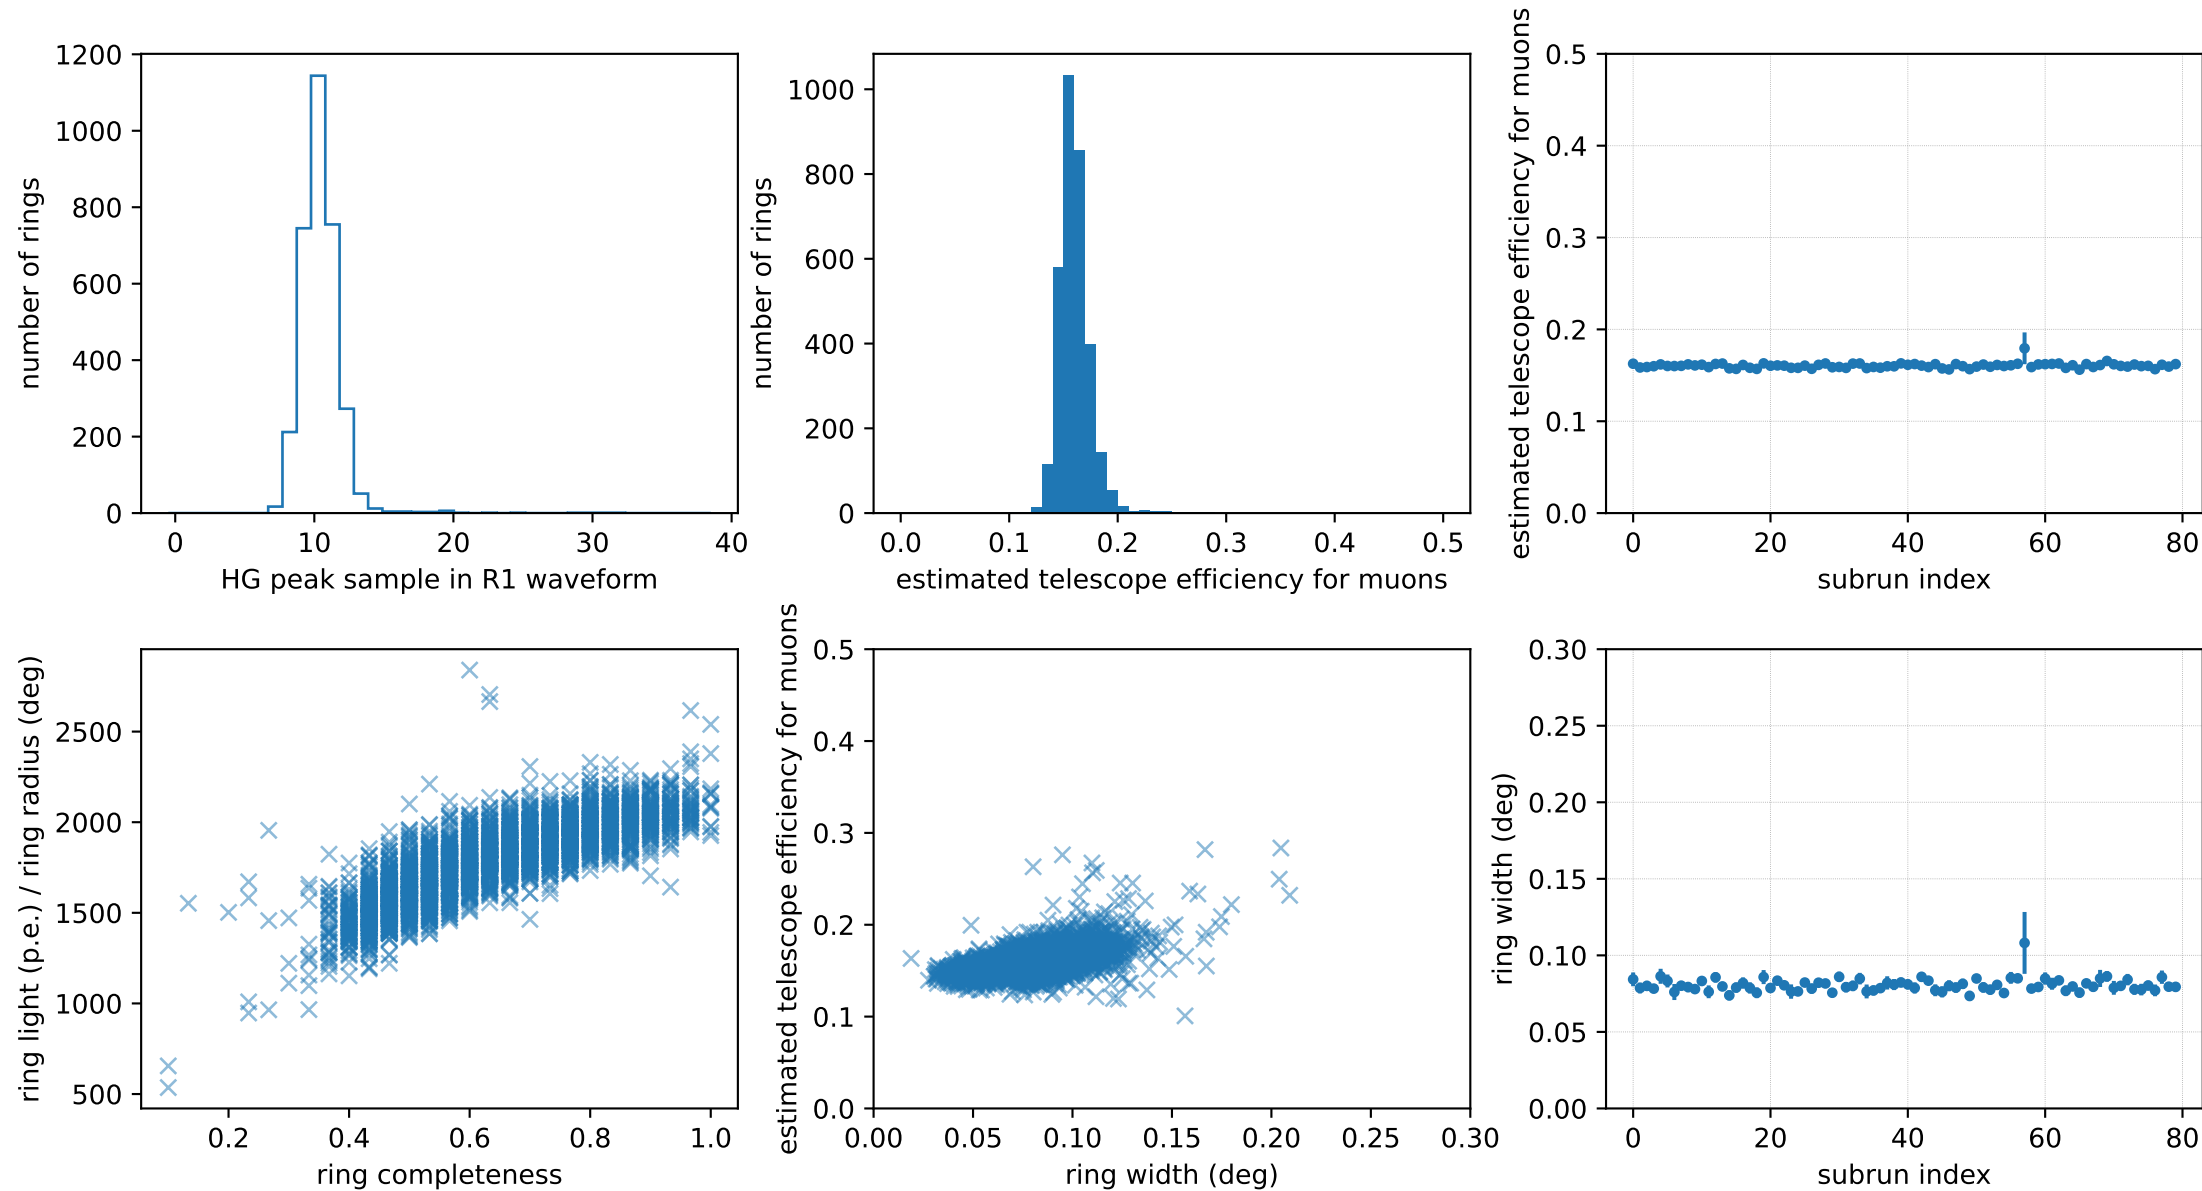 number of rings
1200
1000
800
600
400
200
0
0 10 20 30 40
HG peak sample in R1 waveform
number of rings
1000
800
600
400
200
0
0.0 0.1 0.2 0.3 0.4 0.5
estimated telescope efficiency for muons
estimated telescope efficiency for muons
0.5
0.4
0.3
0.2
0.1
0.0
0 20 40 60 80
subrun index
ring light (p.e.) / ring radius (deg)
2500
2000
1500
1000
500
0.2 0.4 0.6 0.8 1.0
ring completeness
estimated telescope efficiency for muons
0.5
0.4
0.3
0.2
0.1
0.0
0.00 0.05 0.10 0.15 0.20 0.25 0.30
ring width (deg)
ring width (deg)
0.30
0.25
0.20
0.15
0.10
0.05
0.00
0 20 40 60 80
subrun index